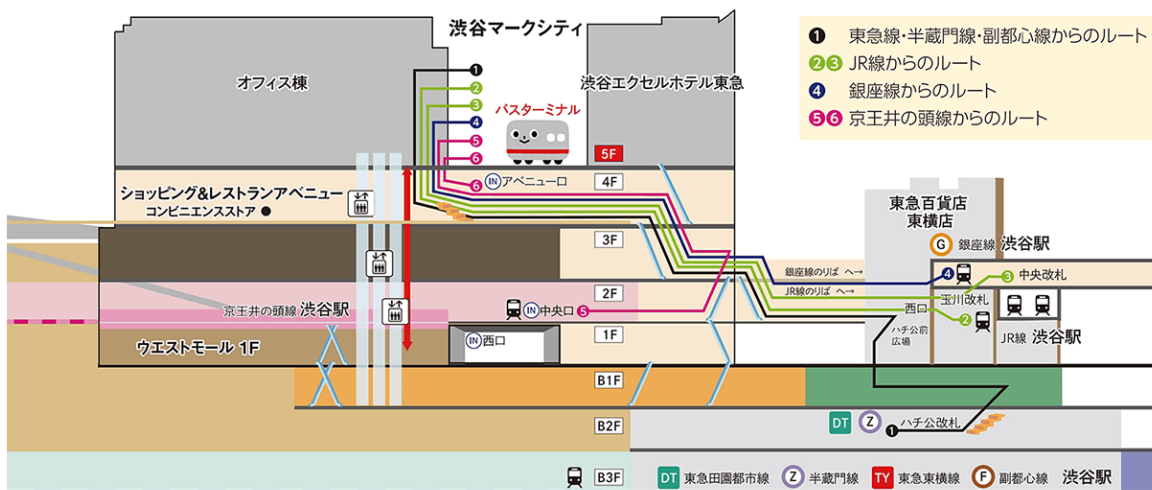 渋谷マークシティ
オフィス棟
渋谷エクセルホテル東急
バスターミナル
1
2
3
4
5
6
1 東急線・半蔵門線・副都心線からのルート
2 3 JR線からのルート
4 銀座線からのルート
5 6 京王井の頭線からのルート
5F
ショッピング&レストランアベニュー
コンビニエンスストア ●
6 IN アベニュー口
4F
東急百貨店
東横店
3F
G 銀座線 渋谷駅
銀座線のりば へ→
4
3 中央改札
2F
京王井の頭線 渋谷駅
IN 中央口 5
JR線のりば へ→
西口
玉川改札
2
ウエストモール 1F
IN 西口
1F
ハチ公前
広場
JR線 渋谷駅
B1F
B2F
DT Z 1 ハチ公改札
B3F
DT 東急田園都市線 Z 半蔵門線 TY 東急東横線 F 副都心線 渋谷駅